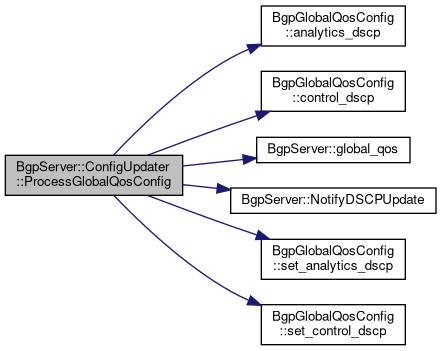 BgpGlobalQosConfig
::analytics_dscp
BgpGlobalQosConfig
::control_dscp
BgpServer::ConfigUpdater
::ProcessGlobalQosConfig
BgpServer::global_qos
BgpServer::NotifyDSCPUpdate
BgpGlobalQosConfig
::set_analytics_dscp
BgpGlobalQosConfig
::set_control_dscp